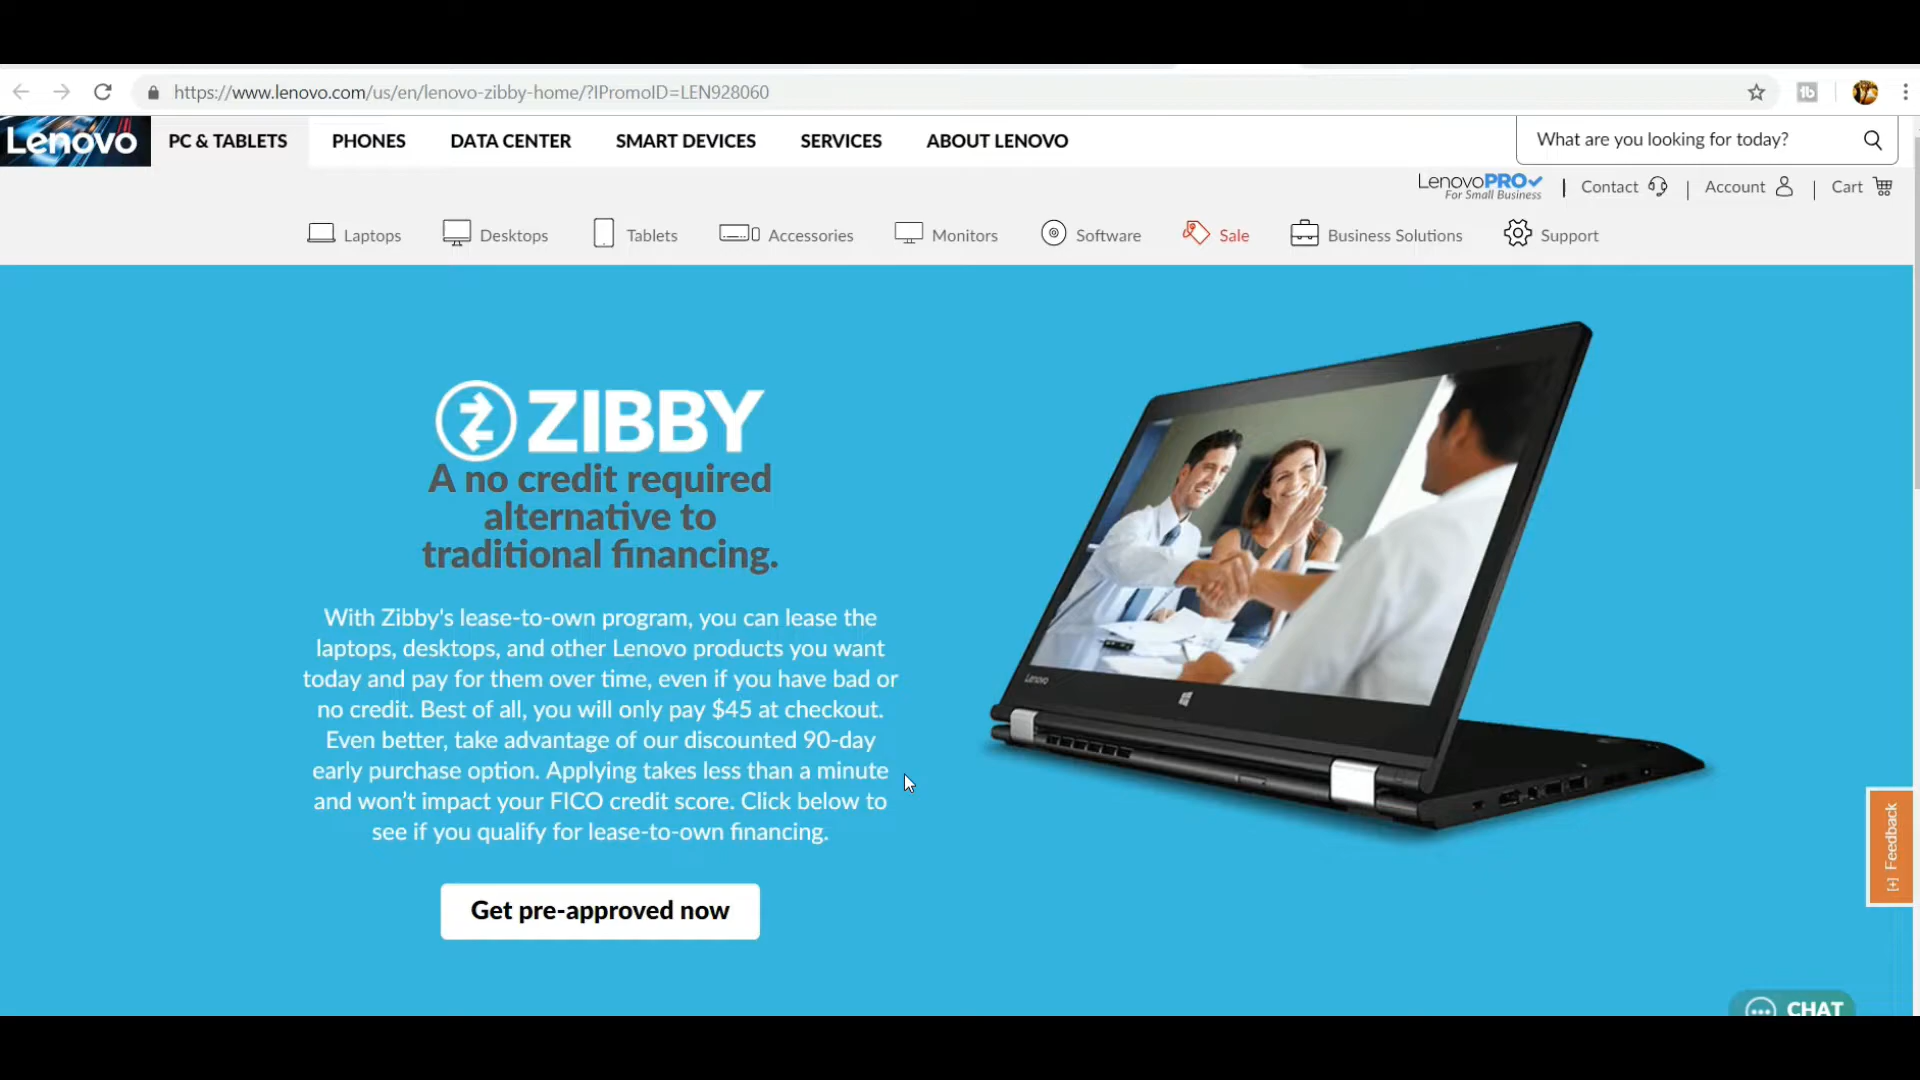 https://www.lenovo.com/us/en/lenovo-zibby-home/?IPromoID=LEN928060
Lenovo
PC & TABLETS
PHONES
DATA CENTER
SMART DEVICES
SERVICES
ABOUT LENOVO
What are you looking for today?
LenovoPRO
For Small Business
Contact
Account
Cart
Laptops
Desktops
Tablets
Accessories
Monitors
Software
Sale
Business Solutions
Support
ZIBBY
A no credit required
alternative to
traditional financing.
With Zibby's lease-to-own program, you can lease the
laptops, desktops, and other Lenovo products you want
today and pay for them over time, even if you have bad or
no credit. Best of all, you will only pay $45 at checkout.
Even better, take advantage of our discounted 90-day
early purchase option. Applying takes less than a minute
and won't impact your FICO credit score. Click below to
see if you qualify for lease-to-own financing.
Get pre-approved now
Lenovo
[+] Feedback
CHAT